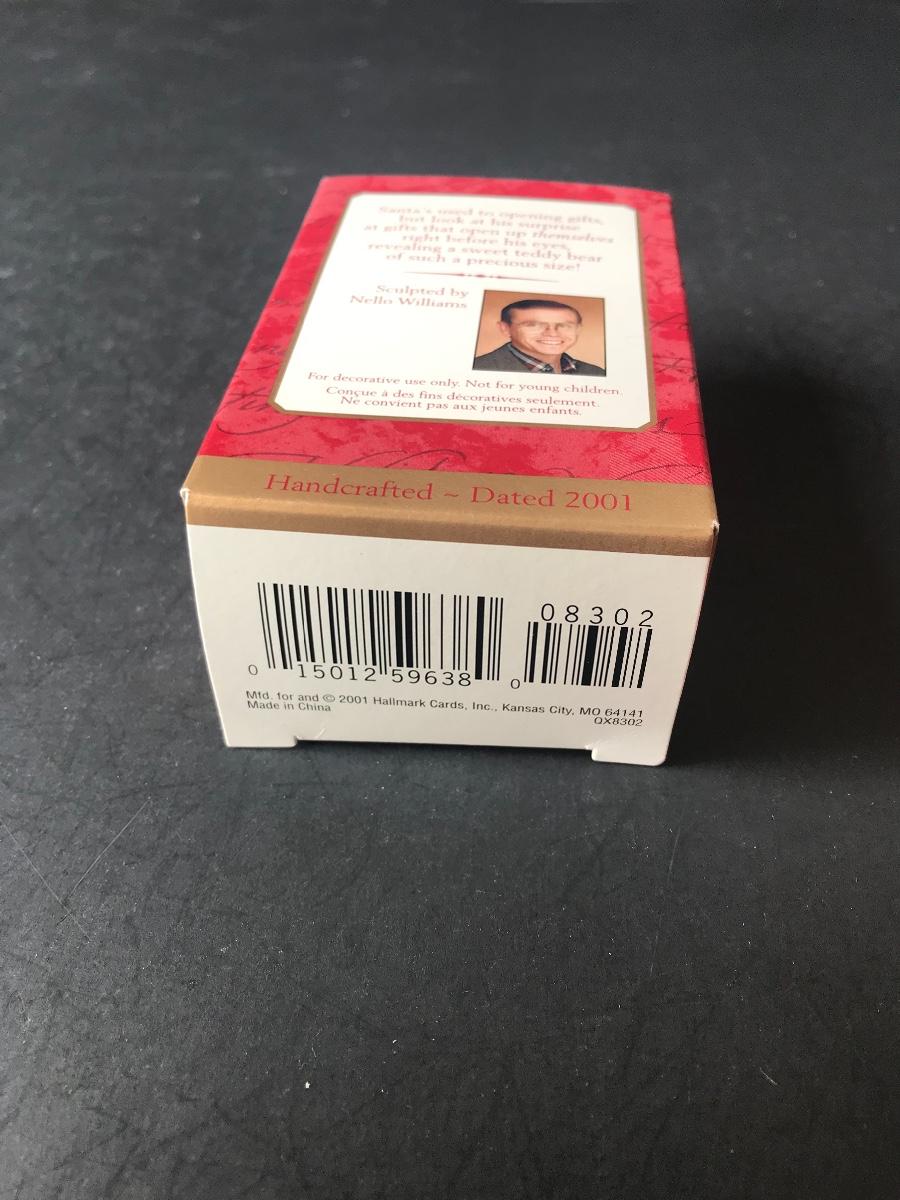 Santa's used to opening gifts,
but look at his surprise
at gifts that open up themselves
right before his eyes,
revealing a sweet teddy bear
of such a precious size!
Sculpted by
Nello Williams
For decorative use only. Not for young children.
Conçue à des fins décoratives seulement.
Ne convient pas aux jeunes enfants.
Handcrafted ~ Dated 2001
08302
0 15012 59638 0
Mfd. for and © 2001 Hallmark Cards, Inc., Kansas City, MO 64141
Made in China
QX8302